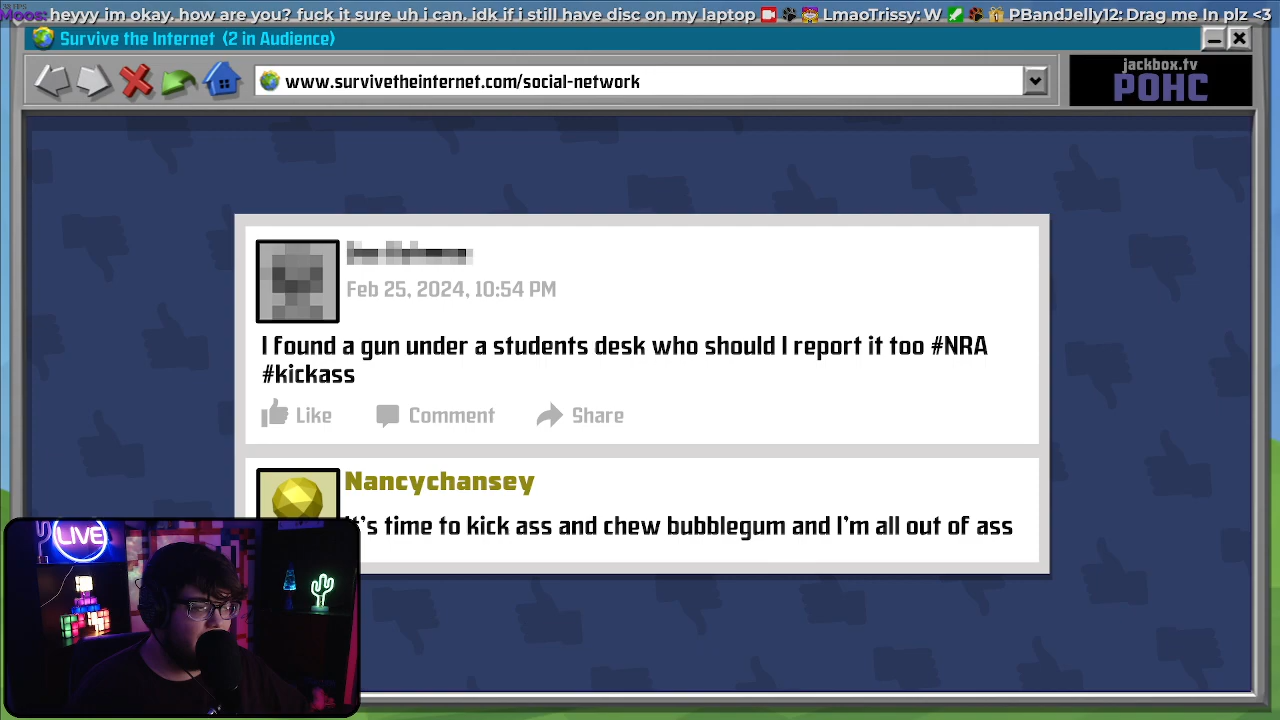 Moos: heyyy im okay. how are you? fuck it sure uh i can. idk if i still have disc on my laptop LmaoTrissy: W PBandJelly12: Drag me In plz <3
Survive the Internet (2 in Audience)
www.survivetheinternet.com/social-network
jackbox.tv
POHC
Feb 25, 2024, 10:54 PM
I found a gun under a students desk who should I report it too #NRA
#kickass
Like Comment Share
Nancychansey
It's time to kick ass and chew bubblegum and I'm all out of ass
LIVE